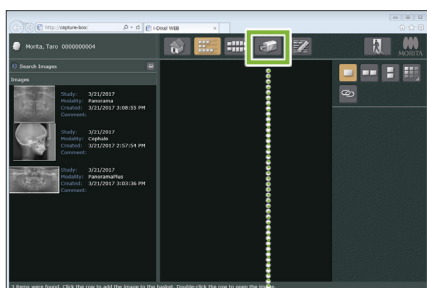 http://capture-box/
i-Dixel WEB
Morita, Taro 0000000004
MORITA
Search Images
Images
Study: 3/21/2017
Modality: Panorama
Created: 3/21/2017 3:08:55 PM
Comment:
Study: 3/21/2017
Modality: Cephalo
Created: 3/21/2017 2:57:54 PM
Comment:
Study: 3/21/2017
Modality: PanoramaPlus
Created: 3/21/2017 3:03:36 PM
Comment:
3 items were found. Click the row to add the image to the basket. Double-click the row to open the image.